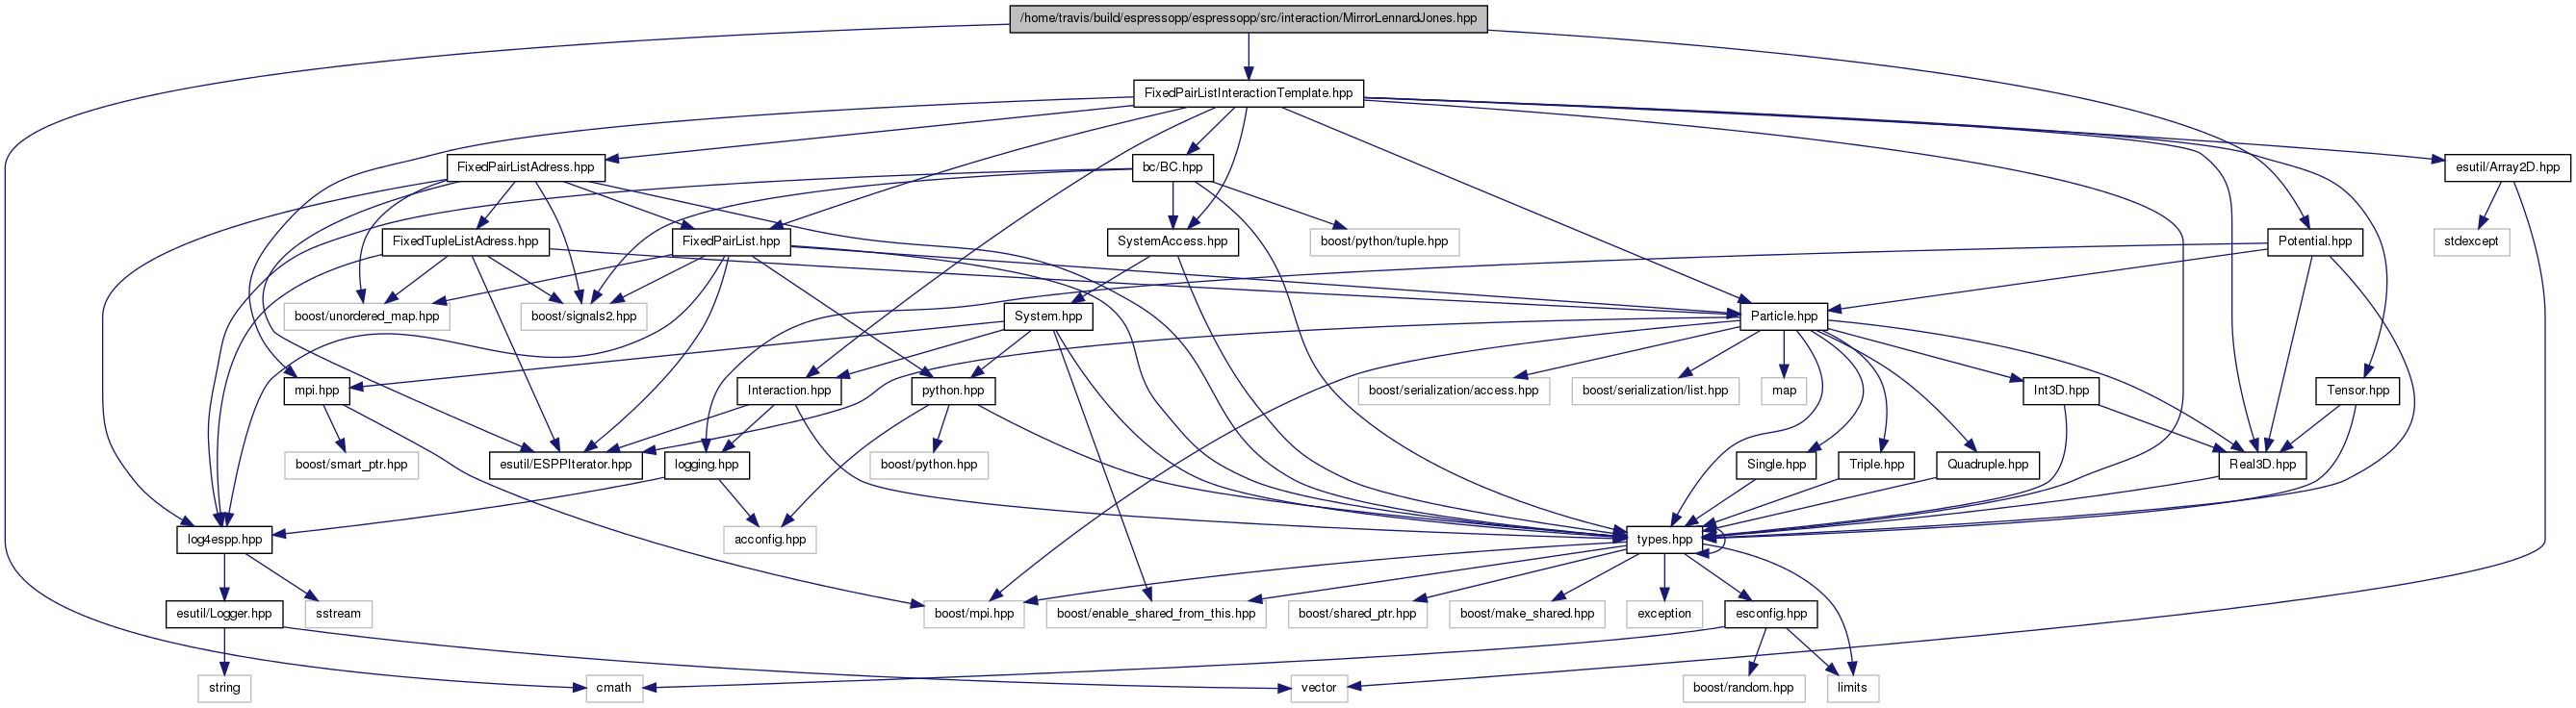 /home/travis/build/espressopp/espressopp/src/interaction/MirrorLennardJones.hpp
FixedPairListInteractionTemplate.hpp
FixedPairListAdress.hpp
bc/BC.hpp
esutil/Array2D.hpp
FixedTupleListAdress.hpp
FixedPairList.hpp
SystemAccess.hpp
boost/python/tuple.hpp
Potential.hpp
stdexcept
boost/unordered_map.hpp
boost/signals2.hpp
System.hpp
Particle.hpp
mpi.hpp
Interaction.hpp
python.hpp
boost/serialization/access.hpp
boost/serialization/list.hpp
map
Int3D.hpp
Tensor.hpp
boost/smart_ptr.hpp
esutil/ESPPIterator.hpp
logging.hpp
boost/python.hpp
Single.hpp
Triple.hpp
Quadruple.hpp
Real3D.hpp
log4espp.hpp
acconfig.hpp
types.hpp
esutil/Logger.hpp
sstream
boost/mpi.hpp
boost/enable_shared_from_this.hpp
boost/shared_ptr.hpp
boost/make_shared.hpp
exception
esconfig.hpp
string
cmath
vector
boost/random.hpp
limits